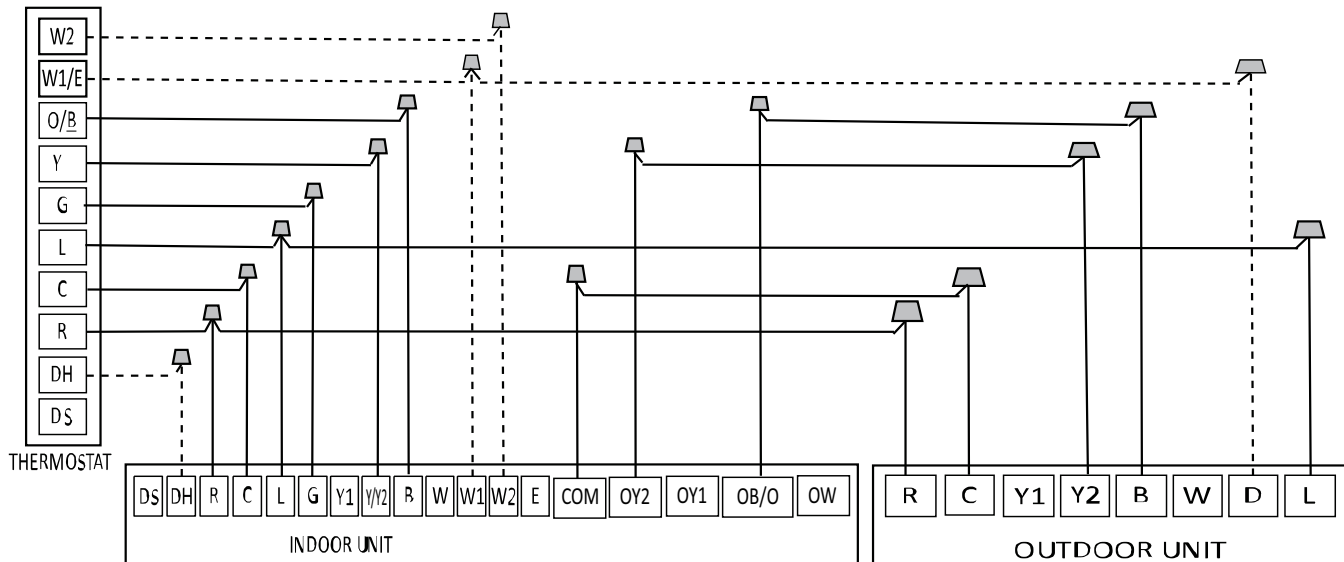 W2
W1/E
O/B
Y
G
L
C
R
DH
DS
THERMOSTAT
DS DH R C L G Y1 Y/Y2 B W W1 W2 E COM OY2 OY1 OB/O OW
INDOOR UNIT
R C Y1 Y2 B W D L
OUTDOOR UNIT